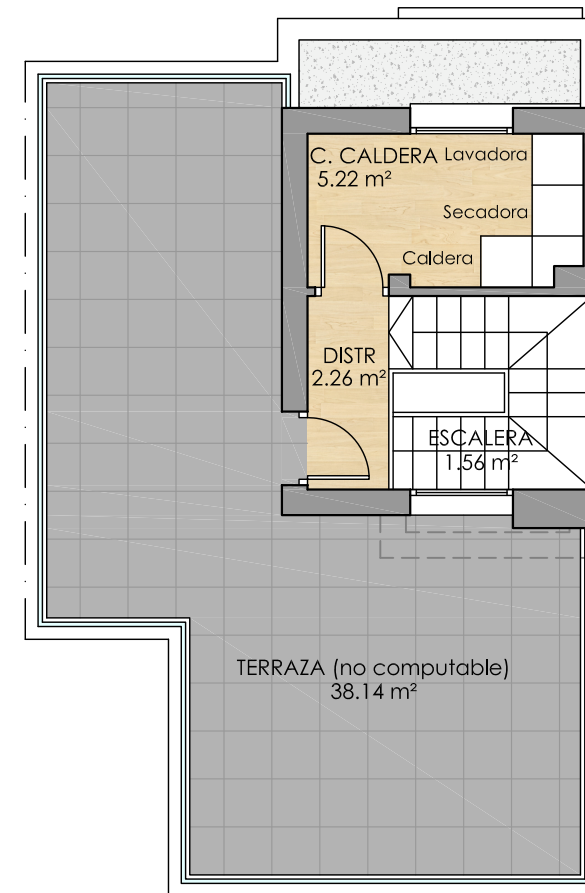 C. CALDERA
5.22 m²
Lavadora
Secadora
Caldera
DISTR
2.26 m²
ESCALERA
1.56 m²
TERRAZA (no computable)
38.14 m²